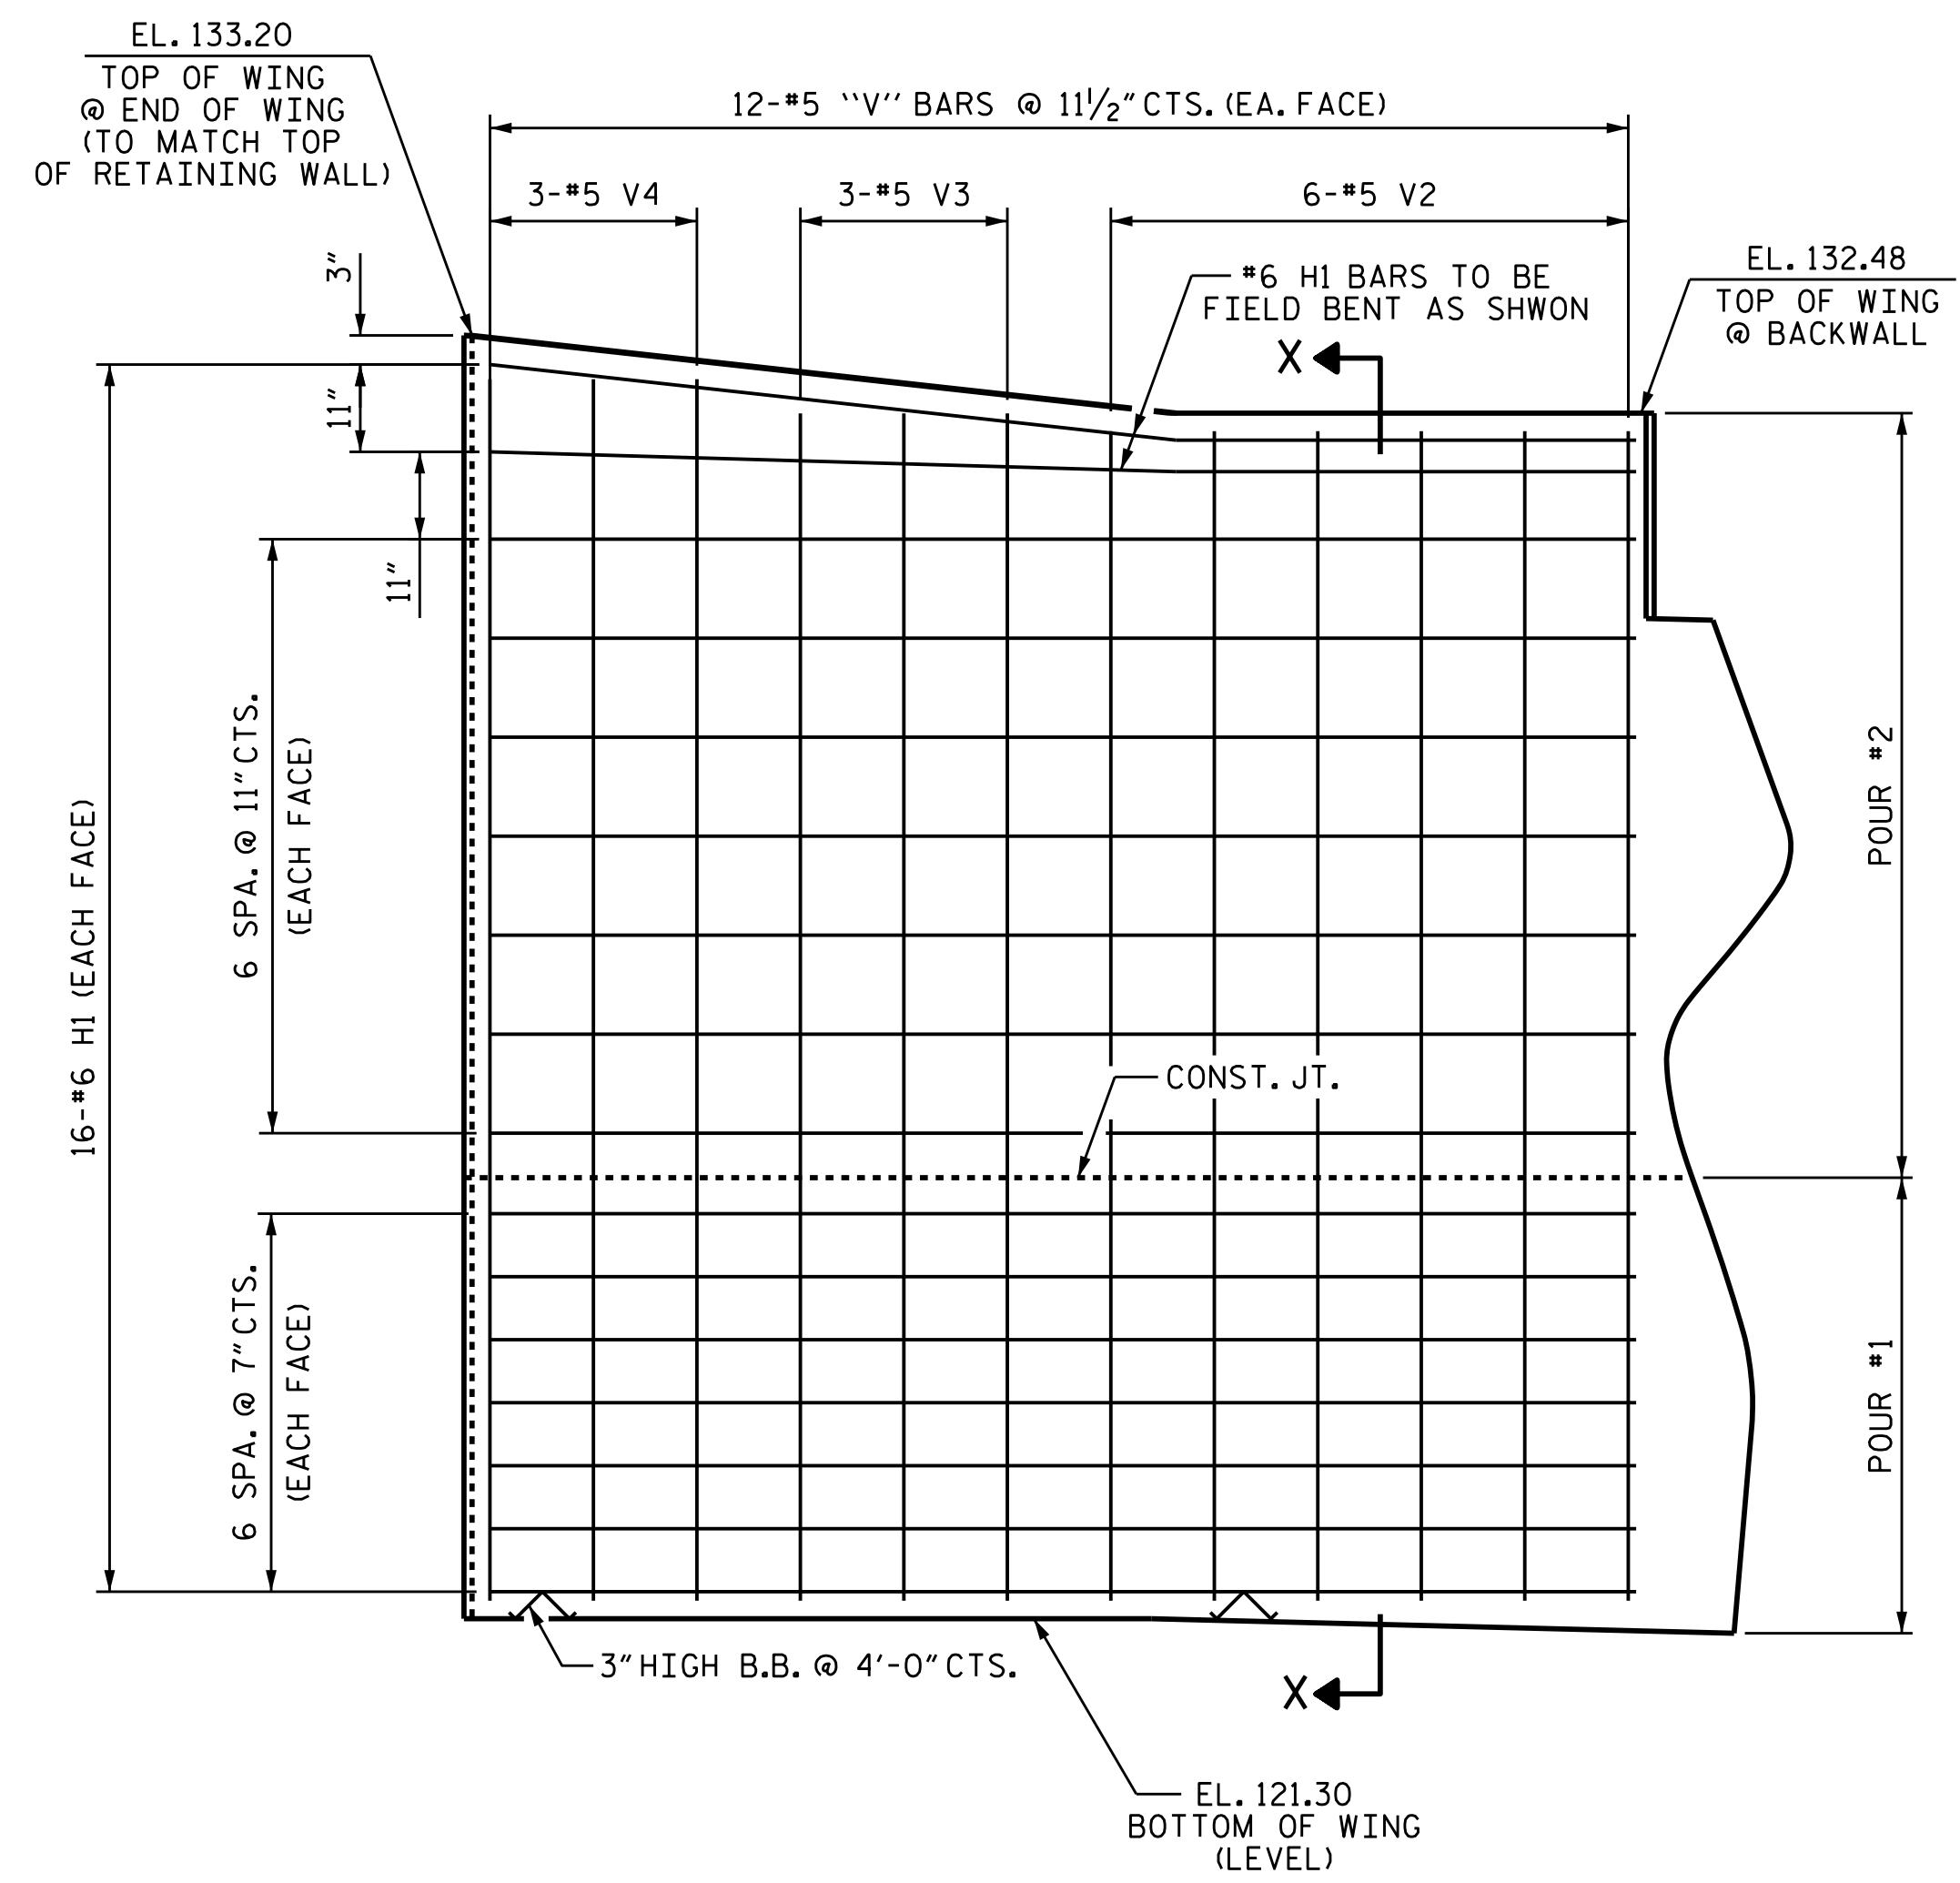 EL. 133.20
TOP OF WING
@ END OF WING
(TO MATCH TOP
OF RETAINING WALL)
12-#5 "V" BARS @ 11½" CTS. (EA. FACE)
3-#5 V4
3-#5 V3
6-#5 V2
#6 H1 BARS TO BE
FIELD BENT AS SHWON
EL. 132.48
TOP OF WING
@ BACKWALL
X
3"
11"
11"
6 SPA. @ 11" CTS.
(EACH FACE)
16-#6 H1 (EACH FACE)
POUR #2
CONST. JT.
6 SPA. @ 7" CTS.
(EACH FACE)
POUR #1
3" HIGH B.B. @ 4'-0" CTS.
X
EL. 121.30
BOTTOM OF WING
(LEVEL)